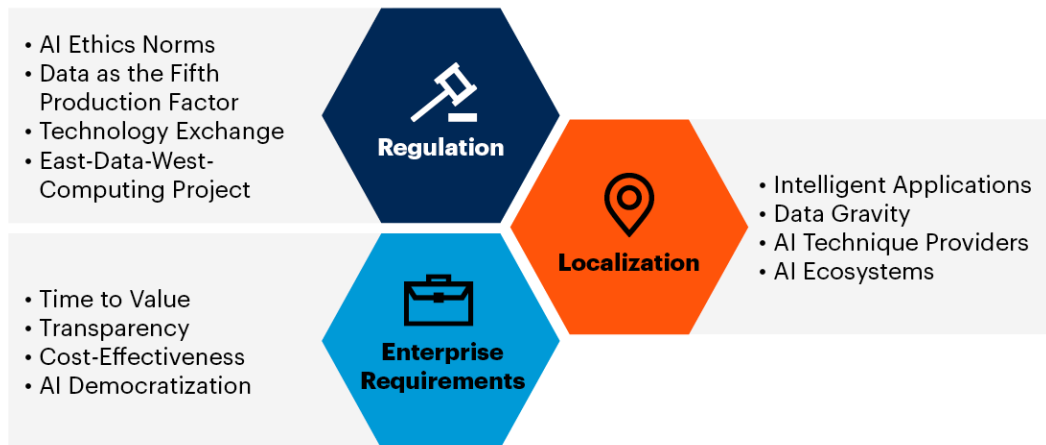 • AI Ethics Norms
• Data as the Fifth
Production Factor
• Technology Exchange
• East-Data-West-
Computing Project
Regulation
• Intelligent Applications
• Data Gravity
• AI Technique Providers
• AI Ecosystems
Localization
• Time to Value
• Transparency
• Cost-Effectiveness
• AI Democratization
Enterprise
Requirements